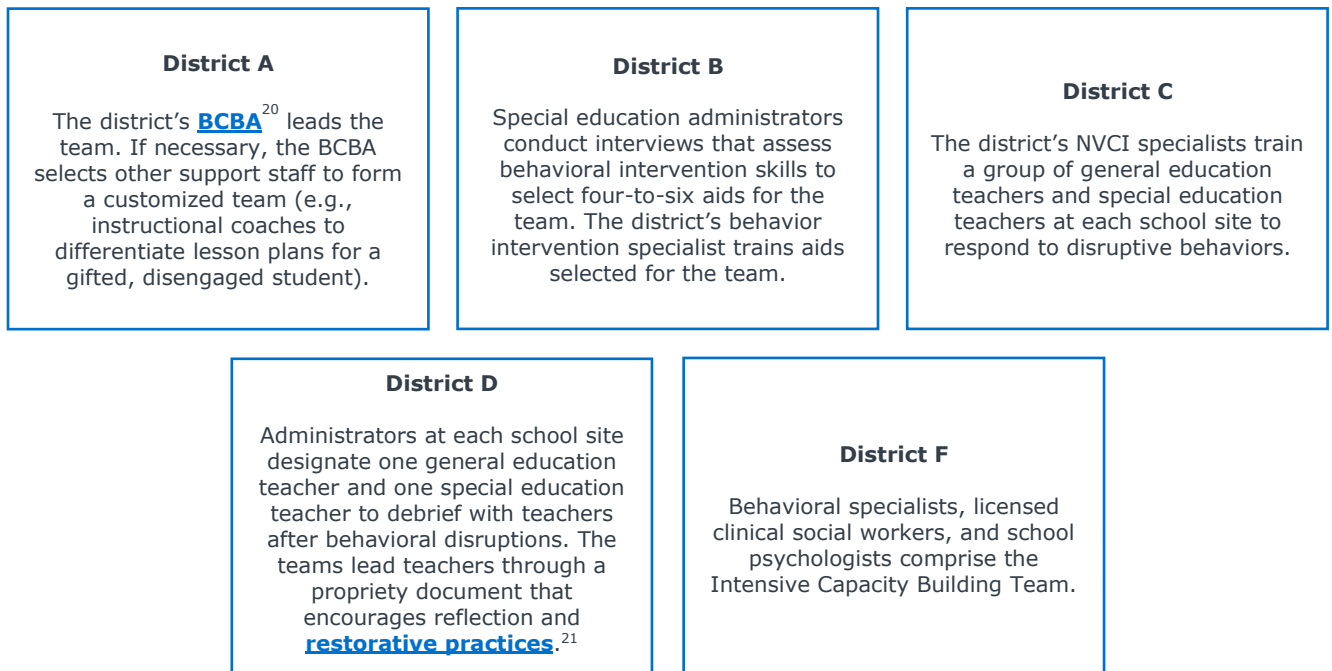 District A
The district's BCBA20 leads the
team. If necessary, the BCBA
selects other support staff to form
a customized team (e.g.,
instructional coaches to
differentiate lesson plans for a
gifted, disengaged student).
District B
Special education administrators
conduct interviews that assess
behavioral intervention skills to
select four-to-six aids for the
team. The district's behavior
intervention specialist trains aids
selected for the team.
District C
The district's NVCI specialists train
a group of general education
teachers and special education
teachers at each school site to
respond to disruptive behaviors.
District D
Administrators at each school site
designate one general education
teacher and one special education
teacher to debrief with teachers
after behavioral disruptions. The
teams lead teachers through a
propriety document that
encourages reflection and
restorative practices.21
District F
Behavioral specialists, licensed
clinical social workers, and school
psychologists comprise the
Intensive Capacity Building Team.